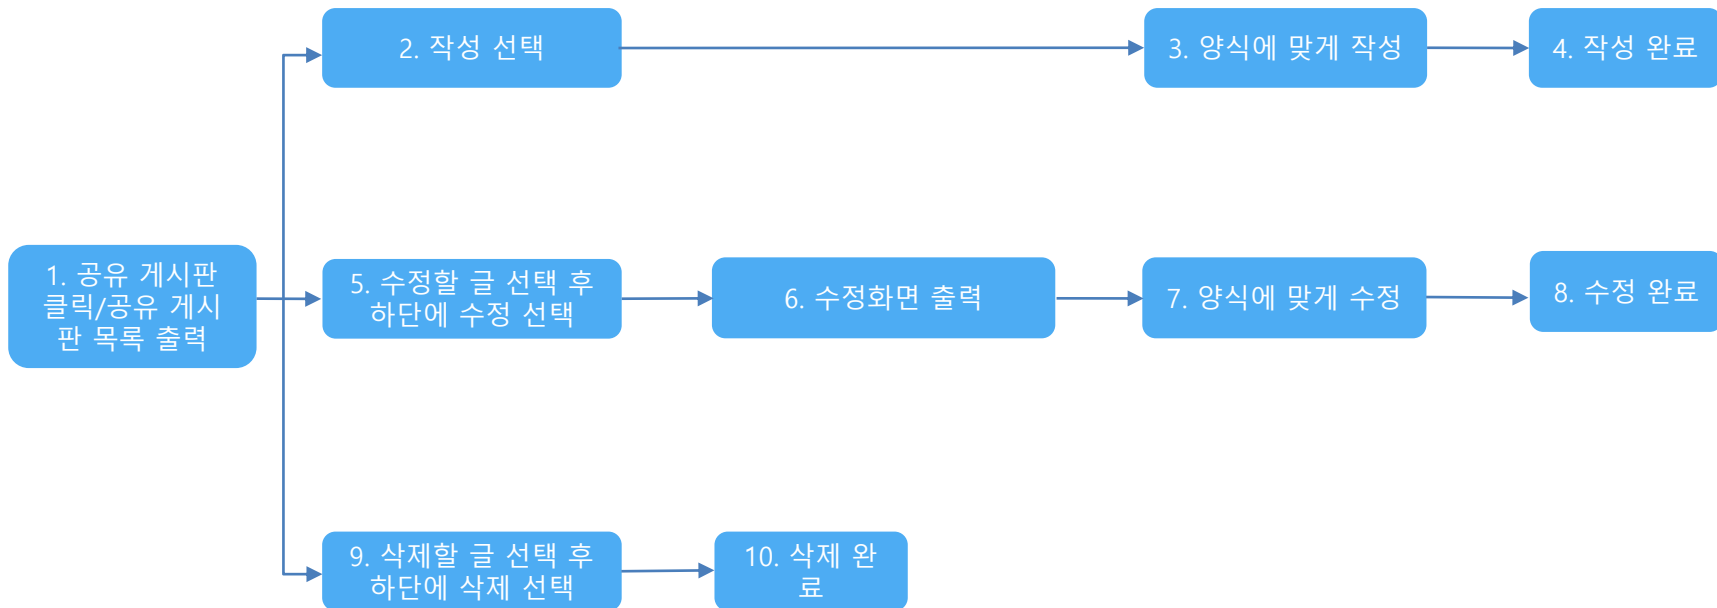 1. 공유 게시판
클릭/공유 게시
판 목록 출력
2. 작성 선택
3. 양식에 맞게 작성
4. 작성 완료
5. 수정할 글 선택 후
하단에 수정 선택
6. 수정화면 출력
7. 양식에 맞게 수정
8. 수정 완료
9. 삭제할 글 선택 후
하단에 삭제 선택
10. 삭제 완
료